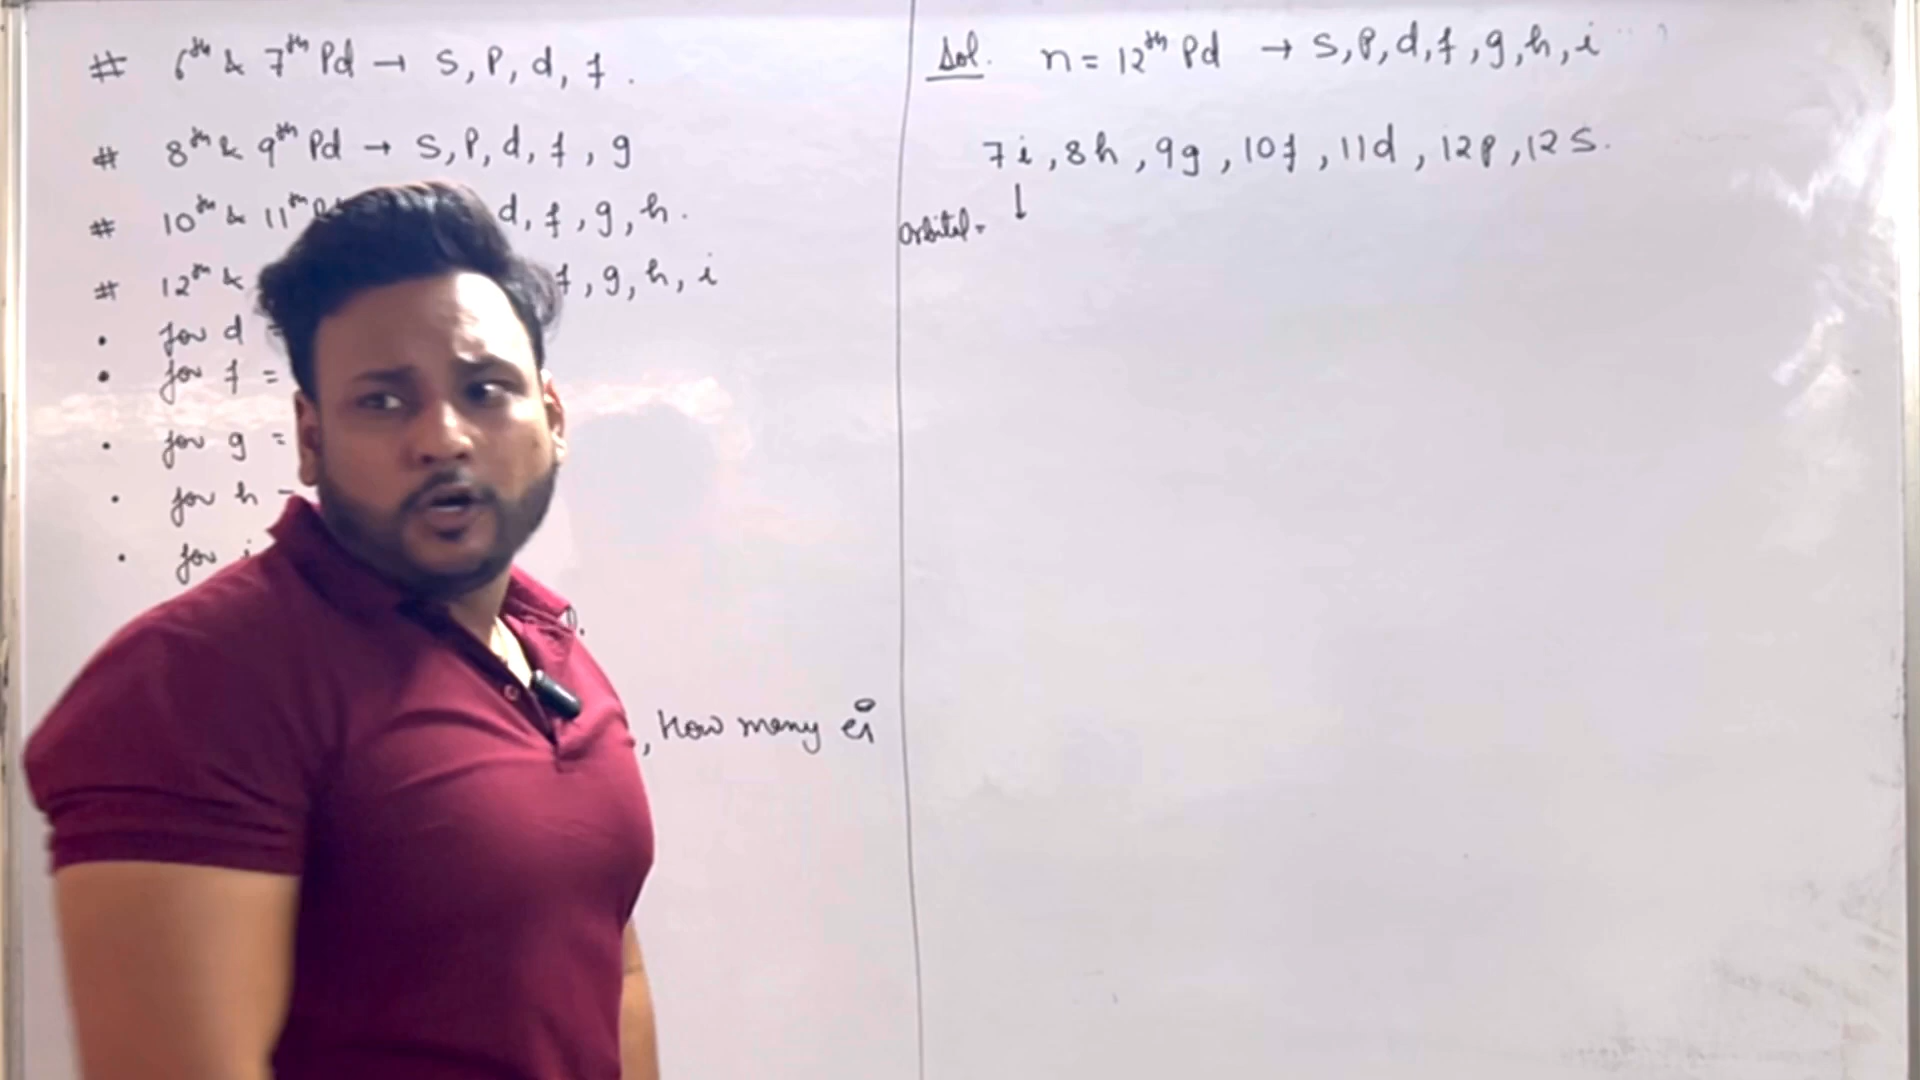 # 6th & 7th Pd → S, P, d, f.
# 8th & 9th Pd → S, P, d, f, g
# 10th & 11th d, f, g, h.
# 12th & f, g, h, i
• for d =
• for f =
• for g =
• for h -
• for i
, How many
Sol. n = 12th Pd → S, P, d, f, g, h, i
7i, 8h, 9g, 10f, 11d, 12p, 12s.
↓
Orbital =